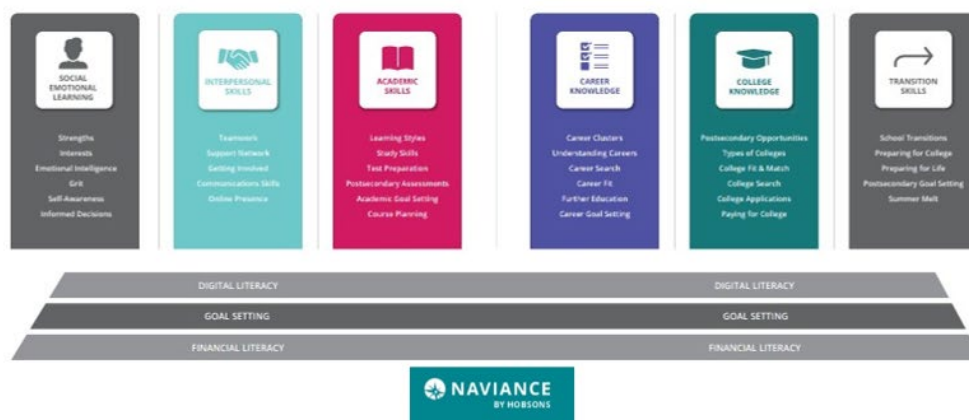 SOCIAL
EMOTIONAL
LEARNING
Strengths
Interests
Emotional Intelligence
Grit
Self-Awareness
Informed Decisions
INTERPERSONAL
SKILLS
Teamwork
Support Network
Getting Involved
Communications Skills
Online Presence
ACADEMIC
SKILLS
Learning Styles
Study Skills
Test Preparation
Postsecondary Assessments
Academic Goal Setting
Course Planning
CAREER
KNOWLEDGE
Career Clusters
Understanding Careers
Career Search
Career Fit
Further Education
Career Goal Setting
COLLEGE
KNOWLEDGE
Postsecondary Opportunities
Types of Colleges
College Fit & Match
College Search
College Applications
Paying for College
TRANSITION
SKILLS
School Transitions
Preparing for College
Preparing for Life
Postsecondary Goal Setting
Summer Melt
DIGITAL LITERACY
DIGITAL LITERACY
GOAL SETTING
GOAL SETTING
FINANCIAL LITERACY
FINANCIAL LITERACY
NAVIANCE
BY HOBSONS